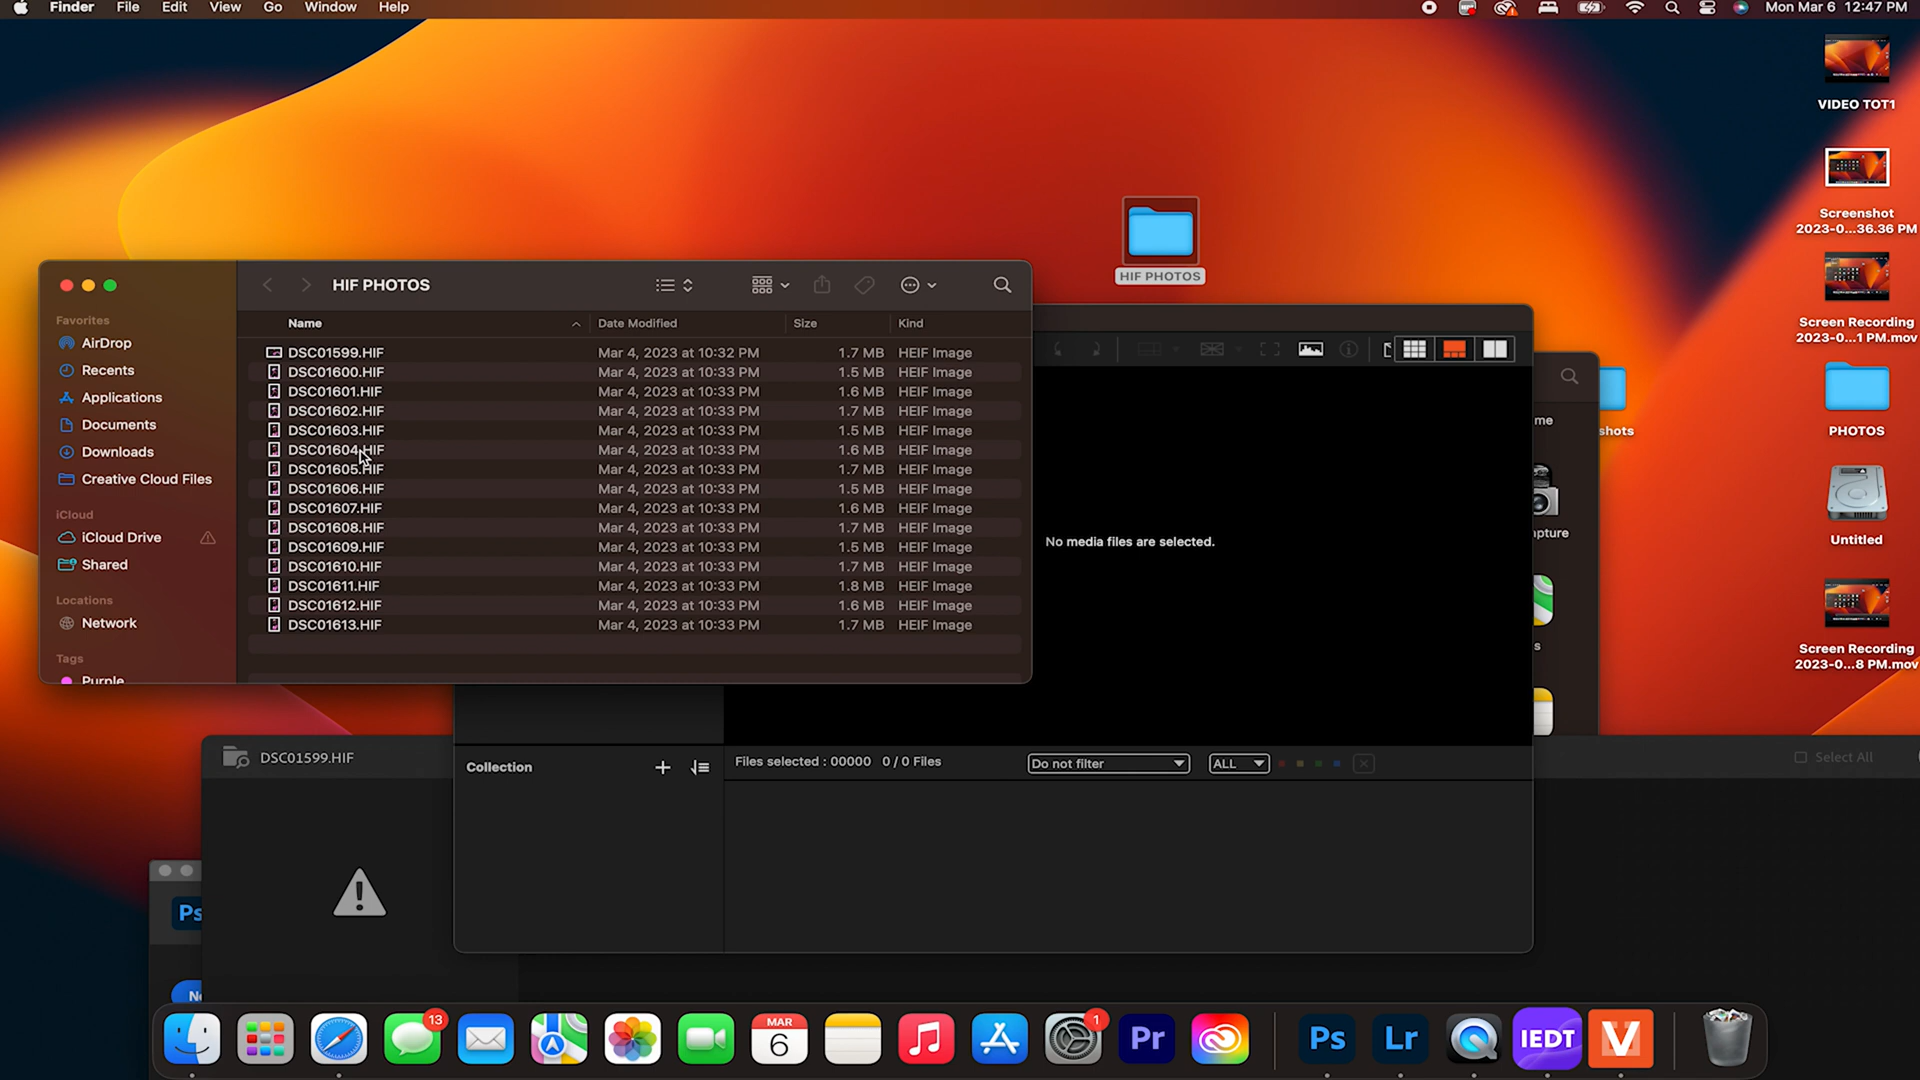 Finder File Edit View Go Window Help
Mon Mar 6 12:47 PM
VIDEO TOT1
Screenshot
2023-0...36.36 PM
Screen Recording
2023-0...1 PM.mov
PHOTOS
Untitled
Screen Recording
2023-0...8 PM.mov
HIF PHOTOS
HIF PHOTOS
Favorites
AirDrop
Recents
Applications
Documents
Downloads
Creative Cloud Files
iCloud
iCloud Drive
Shared
Locations
Network
Tags
Purple
Name Date Modified Size Kind
DSC01599.HIF Mar 4, 2023 at 10:32 PM 1.7 MB HEIF Image
DSC01600.HIF Mar 4, 2023 at 10:33 PM 1.5 MB HEIF Image
DSC01601.HIF Mar 4, 2023 at 10:33 PM 1.6 MB HEIF Image
DSC01602.HIF Mar 4, 2023 at 10:33 PM 1.7 MB HEIF Image
DSC01603.HIF Mar 4, 2023 at 10:33 PM 1.5 MB HEIF Image
DSC01604.HIF Mar 4, 2023 at 10:33 PM 1.6 MB HEIF Image
DSC01605.HIF Mar 4, 2023 at 10:33 PM 1.7 MB HEIF Image
DSC01606.HIF Mar 4, 2023 at 10:33 PM 1.5 MB HEIF Image
DSC01607.HIF Mar 4, 2023 at 10:33 PM 1.6 MB HEIF Image
DSC01608.HIF Mar 4, 2023 at 10:33 PM 1.7 MB HEIF Image
DSC01609.HIF Mar 4, 2023 at 10:33 PM 1.5 MB HEIF Image
DSC01610.HIF Mar 4, 2023 at 10:33 PM 1.7 MB HEIF Image
DSC01611.HIF Mar 4, 2023 at 10:33 PM 1.8 MB HEIF Image
DSC01612.HIF Mar 4, 2023 at 10:33 PM 1.6 MB HEIF Image
DSC01613.HIF Mar 4, 2023 at 10:33 PM 1.7 MB HEIF Image
No media files are selected.
me
shots
pture
s
DSC01599.HIF
Collection
Files selected : 00000 0 / 0 Files
Do not filter
ALL
Select All
Ps
13
MAR
6
1
Pr
Ps
Lr
IEDT
V